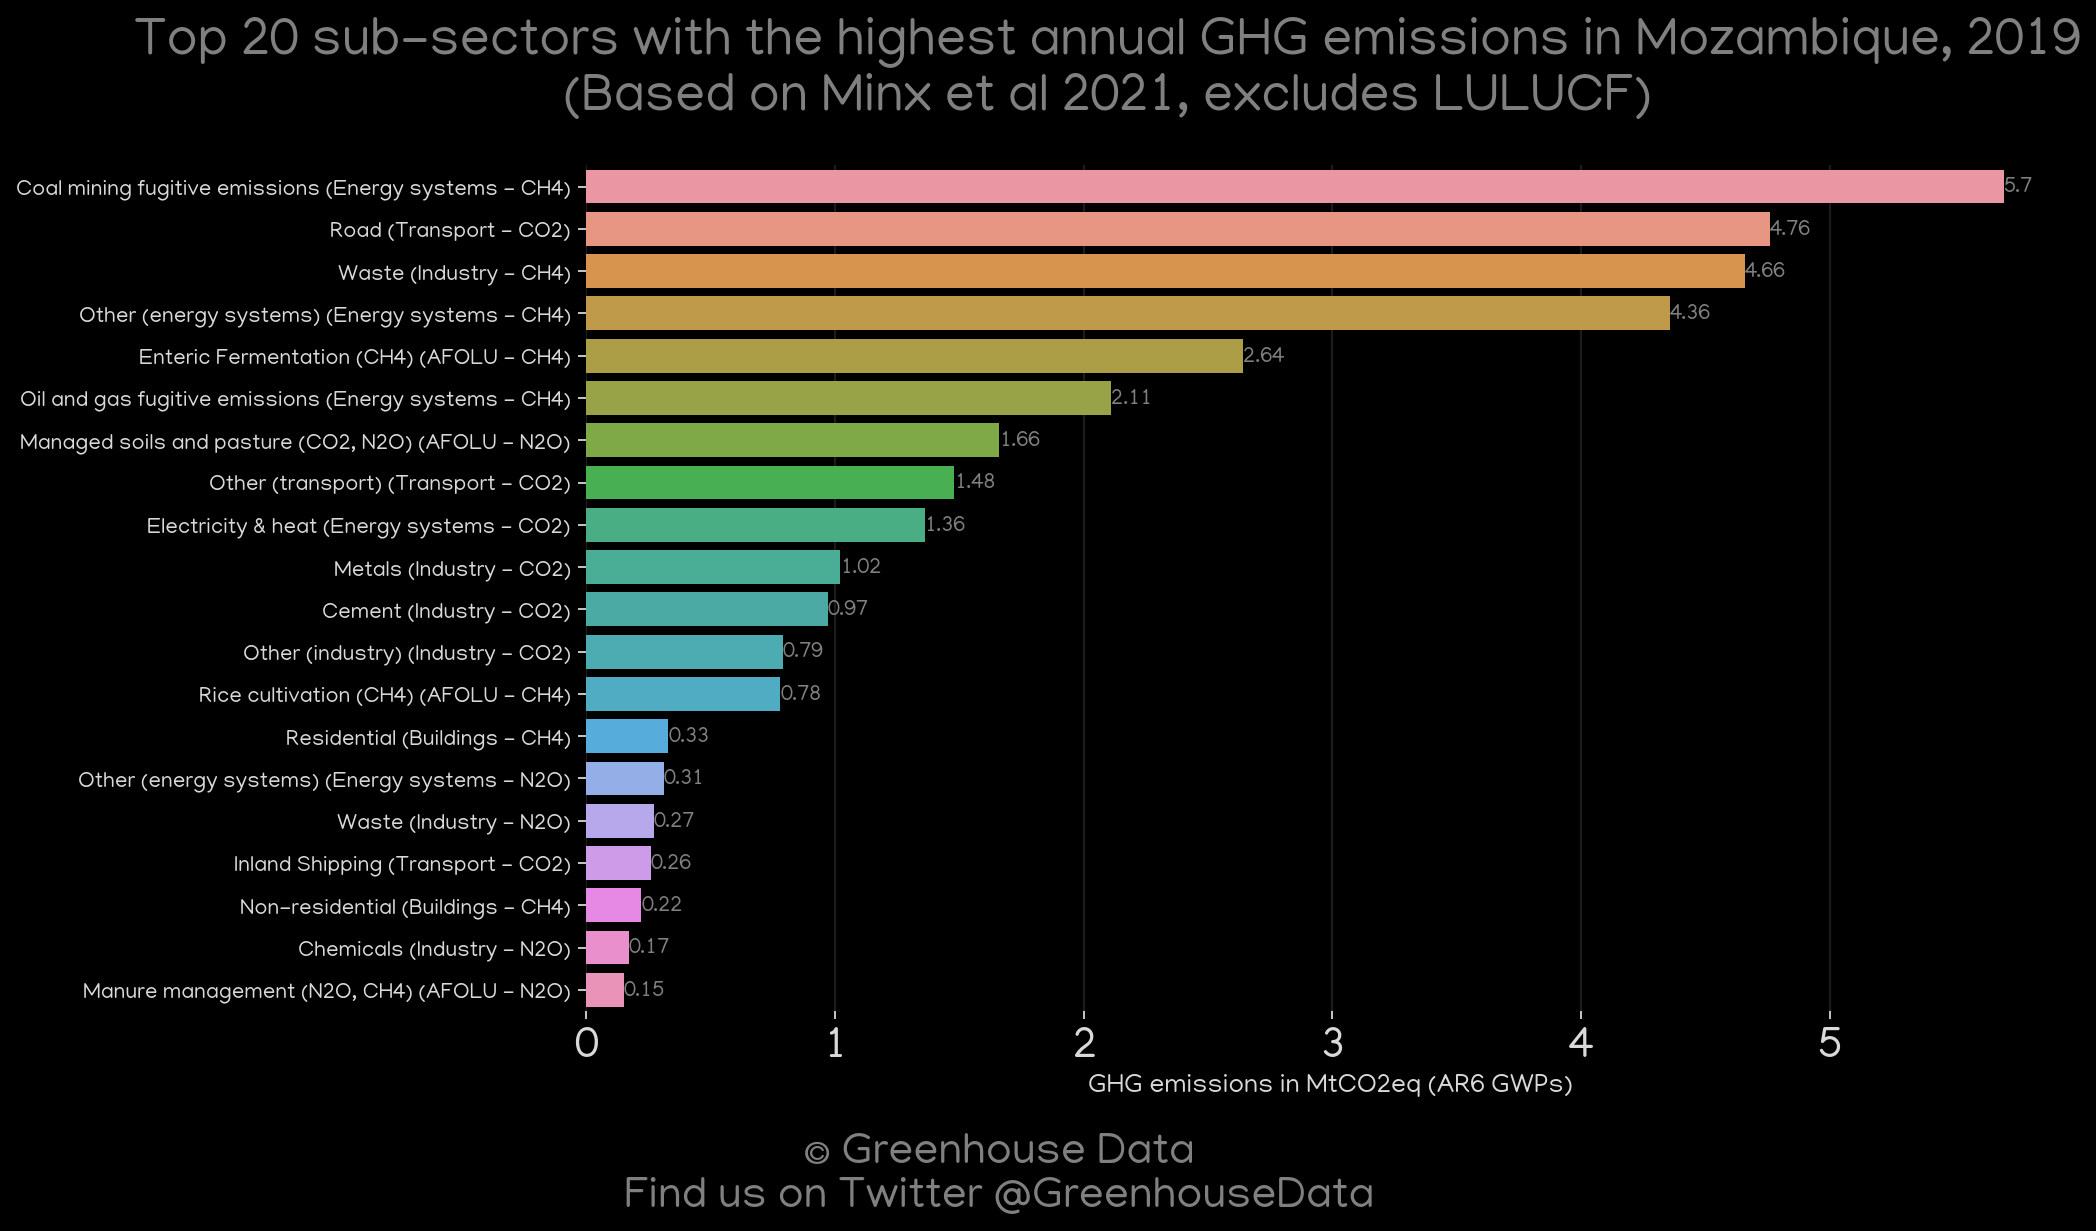 Top 20 sub-sectors with the highest annual GHG emissions in Mozambique, 2019
(Based on Minx et al 2021, excludes LULUCF)
Coal mining fugitive emissions (Energy systems - CH4) 5.7
Road (Transport - CO2) 4.76
Waste (Industry - CH4) 4.66
Other (energy systems) (Energy systems - CH4) 4.36
Enteric Fermentation (CH4) (AFOLU - CH4) 2.64
Oil and gas fugitive emissions (Energy systems - CH4) 2.11
Managed soils and pasture (CO2, N2O) (AFOLU - N2O) 1.66
Other (transport) (Transport - CO2) 1.48
Electricity & heat (Energy systems - CO2) 1.36
Metals (Industry - CO2) 1.02
Cement (Industry - CO2) 0.97
Other (industry) (Industry - CO2) 0.79
Rice cultivation (CH4) (AFOLU - CH4) 0.78
Residential (Buildings - CH4) 0.33
Other (energy systems) (Energy systems - N2O) 0.31
Waste (Industry - N2O) 0.27
Inland Shipping (Transport - CO2) 0.26
Non-residential (Buildings - CH4) 0.22
Chemicals (Industry - N2O) 0.17
Manure management (N2O, CH4) (AFOLU - N2O) 0.15
0 1 2 3 4 5
GHG emissions in MtCO2eq (AR6 GWPs)
© Greenhouse Data
Find us on Twitter @GreenhouseData